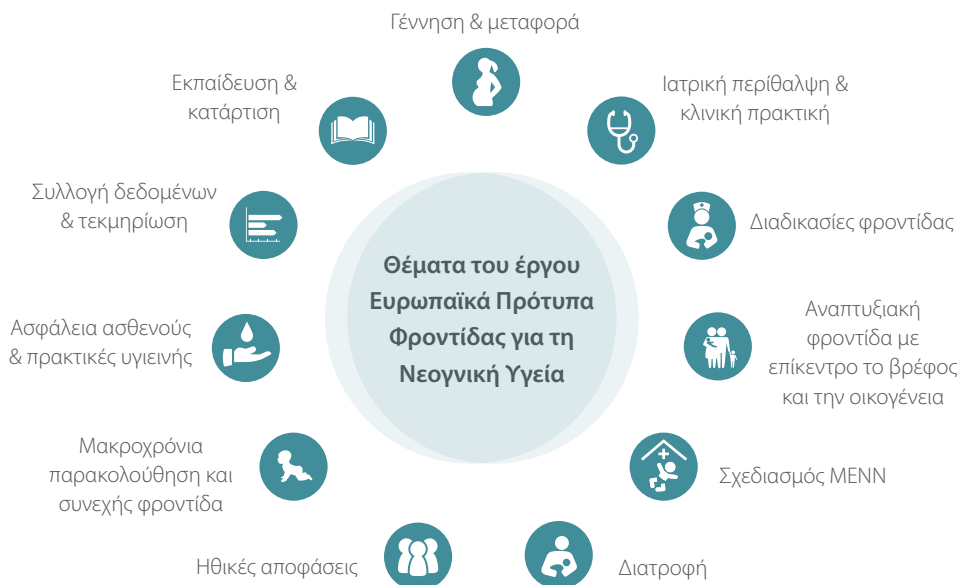 Γέννηση & μεταφορά
Ιατρική περίθαλψη &
κλινική πρακτική
Διαδικασίες φροντίδας
Αναπτυξιακή
φροντίδα με
επίκεντρο το βρέφος
και την οικογένεια
Σχεδιασμός ΜΕΝΝ
Διατροφή
Ηθικές αποφάσεις
Μακροχρόνια
παρακολούθηση και
συνεχής φροντίδα
Ασφάλεια ασθενούς
& πρακτικές υγιεινής
Συλλογή δεδομένων
& τεκμηρίωση
Εκπαίδευση &
κατάρτιση
Θέματα του έργου
Ευρωπαϊκά Πρότυπα
Φροντίδας για τη
Νεογνική Υγεία